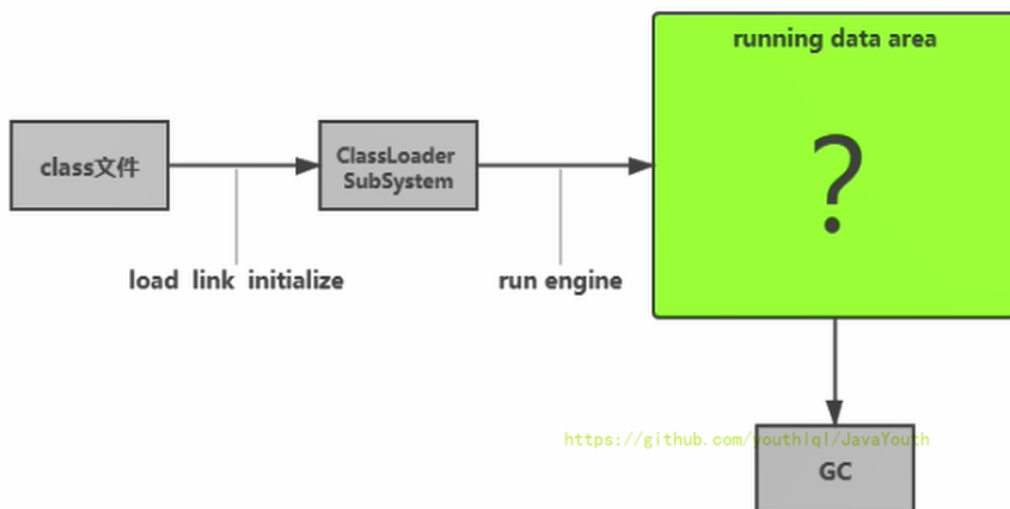 running data area
class文件
ClassLoader
SubSystem
?
load link initialize
run engine
https://github.com/youthlql/JavaYouth
GC